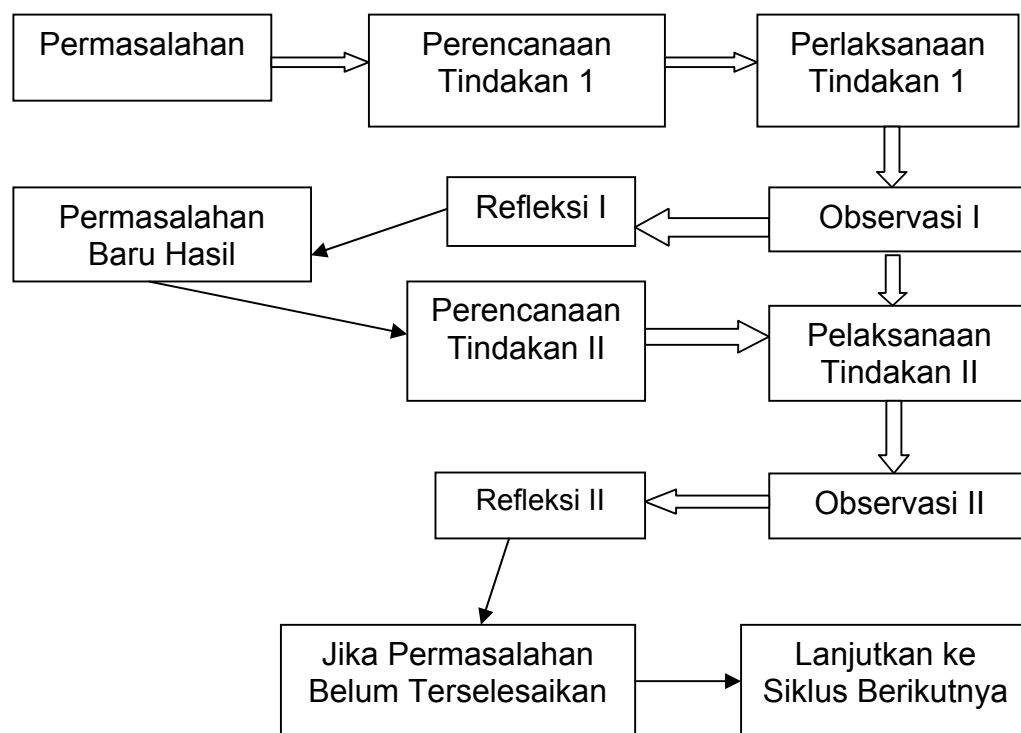 Permasalahan
Perencanaan
Tindakan 1
Perlaksanaan
Tindakan 1
Observasi I
Refleksi I
Permasalahan
Baru Hasil
Perencanaan
Tindakan II
Pelaksanaan
Tindakan II
Observasi II
Refleksi II
Jika Permasalahan
Belum Terselesaikan
Lanjutkan ke
Siklus Berikutnya